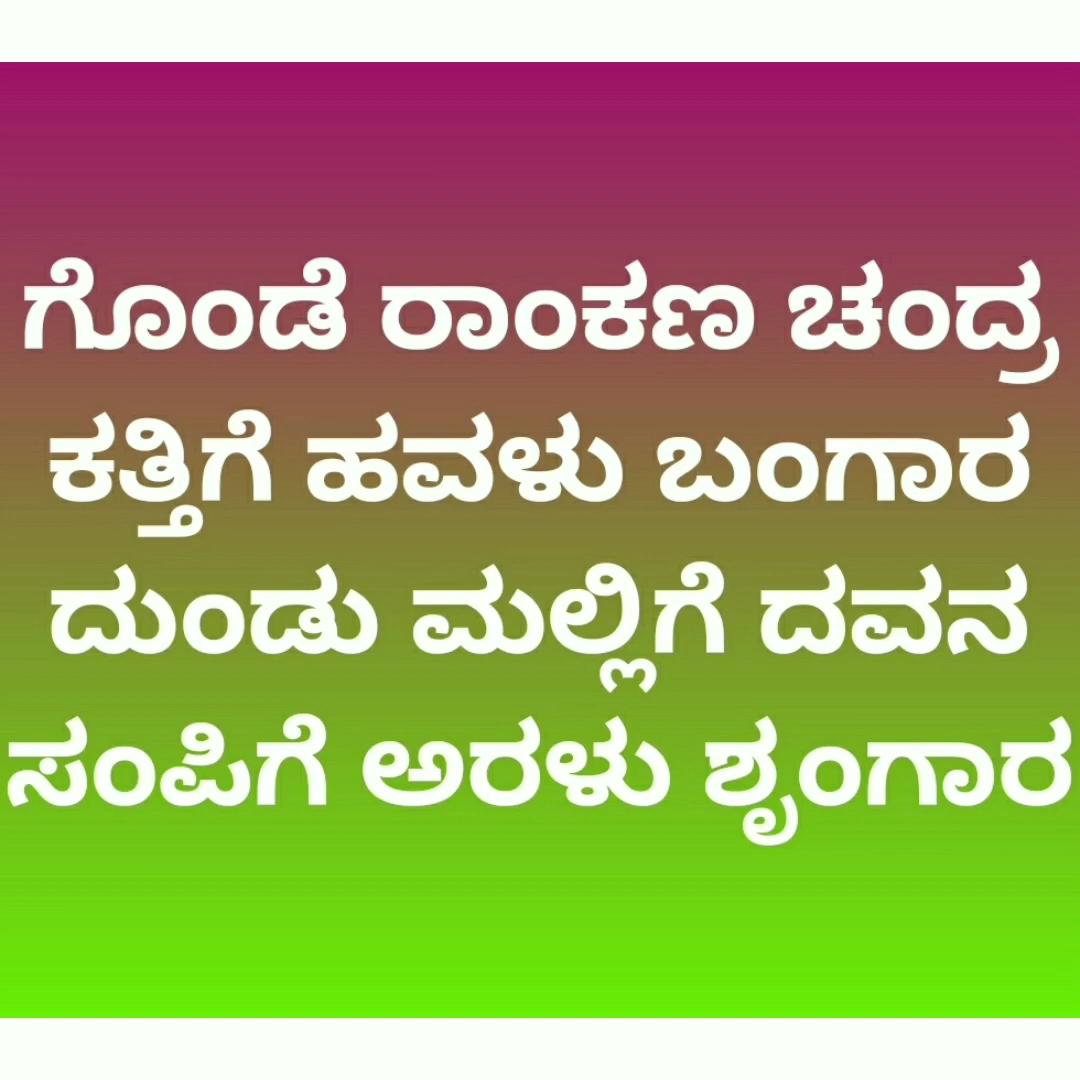 ಗೊಂಡೆ ರಾಂಕಣ ಚಂದ್ರ
ಕತ್ತಿಗೆ ಹವಳು ಬಂಗಾರ
ದುಂಡು ಮಲ್ಲಿಗೆ ದವನ
ಸಂಪಿಗೆ ಅರಳು ಶೃಂಗಾರ